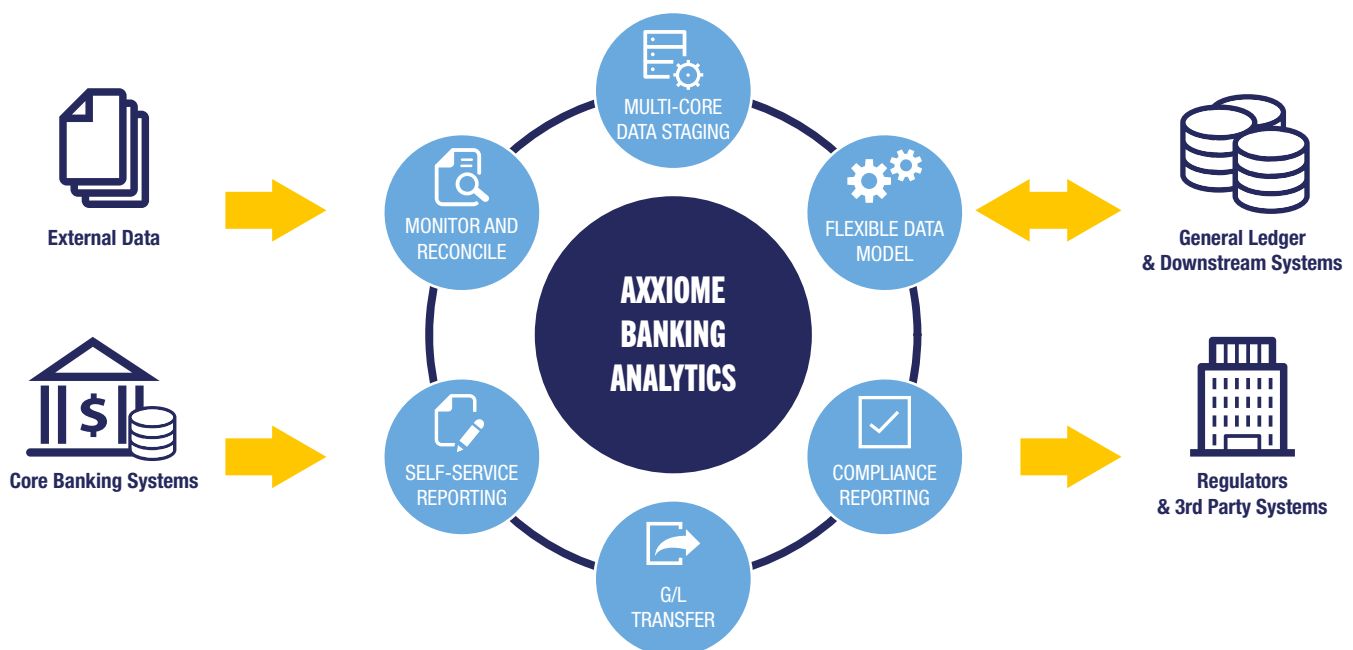 MULTI-CORE
DATA STAGING
MONITOR AND
RECONCILE
FLEXIBLE DATA
MODEL
External Data
General Ledger
& Downstream Systems
AXXIOME
BANKING
ANALYTICS
$
Core Banking Systems
SELF-SERVICE
REPORTING
COMPLIANCE
REPORTING
Regulators
& 3rd Party Systems
G/L
TRANSFER